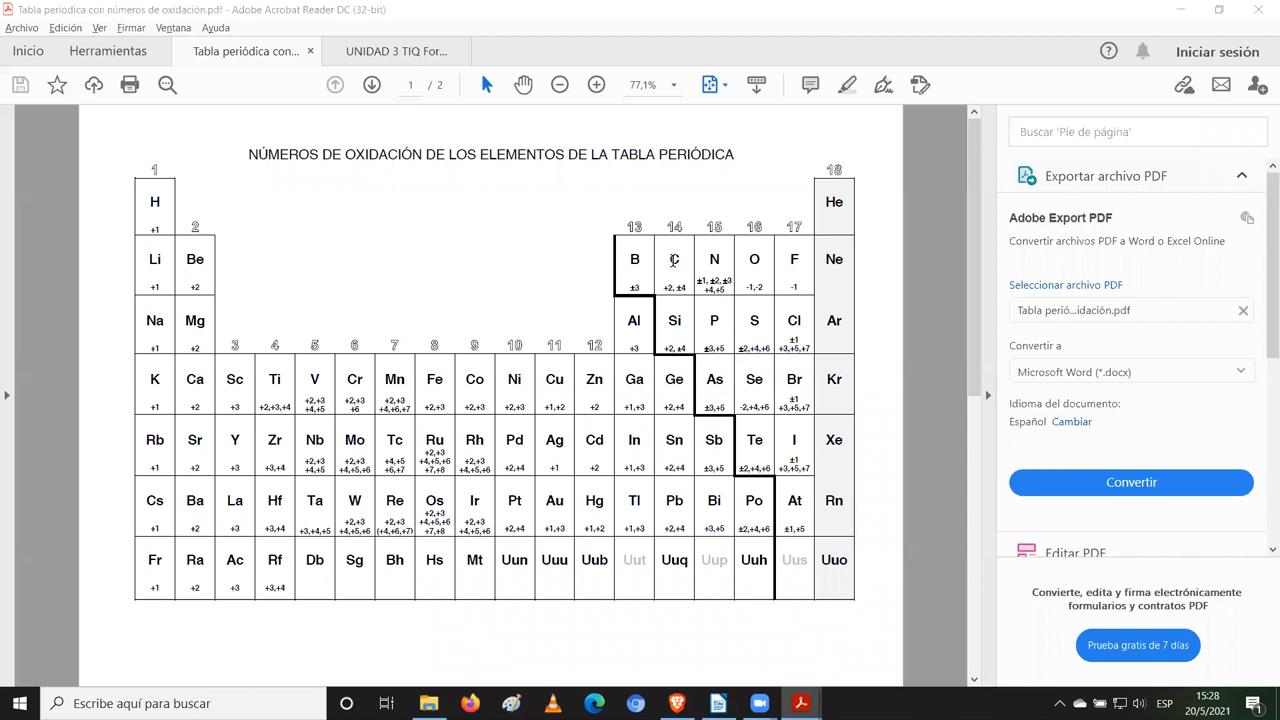 Tabla periódica con números de oxidación.pdf - Adobe Acrobat Reader DC (32-bit)
Archivo Edición Ver Firmar Ventana Ayuda
Inicio Herramientas Tabla periódica con... × UNIDAD 3 TIQ For... Iniciar sesión
1 / 2 77,1%
NÚMEROS DE OXIDACIÓN DE LOS ELEMENTOS DE LA TABLA PERIÓDICA
1 18
H He
+1 2 13 14 15 16 17
Li Be B C N O F Ne
+1 +2 ±3 +2, ±4 ±1, ±2, ±3 +4,+5 -1,-2 -1
Na Mg Al Si P S Cl Ar
+1 +2 3 4 5 6 7 8 9 10 11 12 +3 +2, ±4 ±3,+5 ±2,+4,+6 ±1 +3,+5,+7
K Ca Sc Ti V Cr Mn Fe Co Ni Cu Zn Ga Ge As Se Br Kr
+1 +2 +3 +2,+3,+4 +2,+3 +4,+5 +2,+3 +6 +2,+3 +4,+6,+7 +2,+3 +2,+3 +2,+3 +1,+2 +2 +1,+3 +2,+4 ±3,+5 -2,+4,+6 ±1 +3,+5,+7
Rb Sr Y Zr Nb Mo Tc Ru Rh Pd Ag Cd In Sn Sb Te I Xe
+1 +2 +3 +3,+4 +2,+3 +4,+5 +2,+3 +4,+5,+6 +4,+5 +6,+7 +2,+3 +4,+5,+6 +7,+8 +2,+3 +4,+5,+6 +2,+4 +1 +2 +1,+3 +2,+4 ±3,+5 ±2,+4,+6 ±1 +3,+5,+7
Cs Ba La Hf Ta W Re Os Ir Pt Au Hg Tl Pb Bi Po At Rn
+1 +2 +3 +3,+4 +3,+4,+5 +2,+3 +4,+5,+6 +2,+3 (+4,+6,+7) +2,+3 +4,+5,+6 +7,+8 +2,+3 +4,+5,+6 +2,+4 +1,+3 +1,+2 +1,+3 +2,+4 +3,+5 ±2,+4,+6 ±1,+5
Fr Ra Ac Rf Db Sg Bh Hs Mt Uun Uuu Uub Uut Uuq Uup Uuh Uus Uuo
+1 +2 +3 +3,+4
Buscar 'Pie de página'
Exportar archivo PDF
Adobe Export PDF
Convertir archivos PDF a Word o Excel Online
Seleccionar archivo PDF
Tabla perió...idación.pdf
Convertir a
Microsoft Word (*.docx)
Idioma del documento:
Español Cambiar
Convertir
Editar PDF
Convierte, edita y firma electrónicamente
formularios y contratos PDF
Prueba gratis de 7 días
Escribe aquí para buscar
ESP
15:28
20/5/2021
1